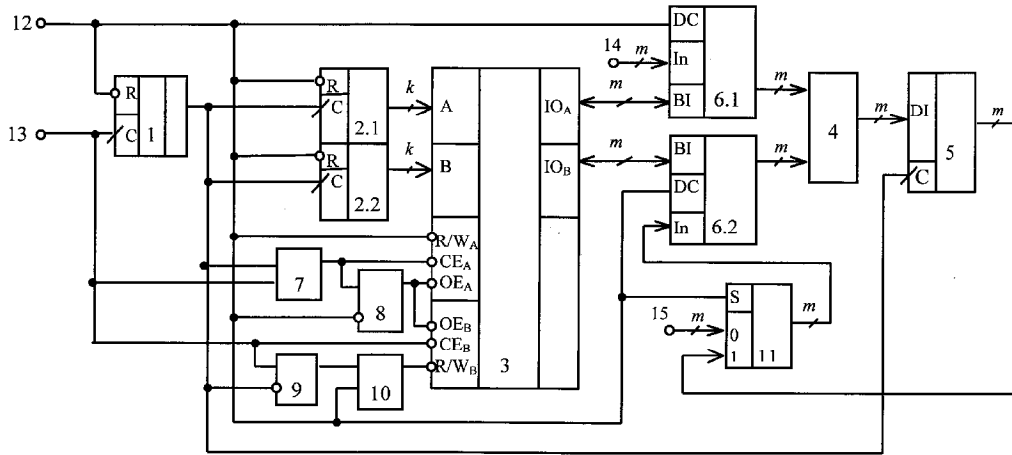 12
13
R
C
1
R
C
2.1
R
C
2.2
k
k
A
B
R/WA
CEA
OEA
OEB
CEB
R/WB
3
IOA
IOB
m
m
7
8
9
10
14
m
DC
In
BI
6.1
BI
DC
In
6.2
m
m
4
m
DI
C
5
m
15
m
S
0
1
11
m